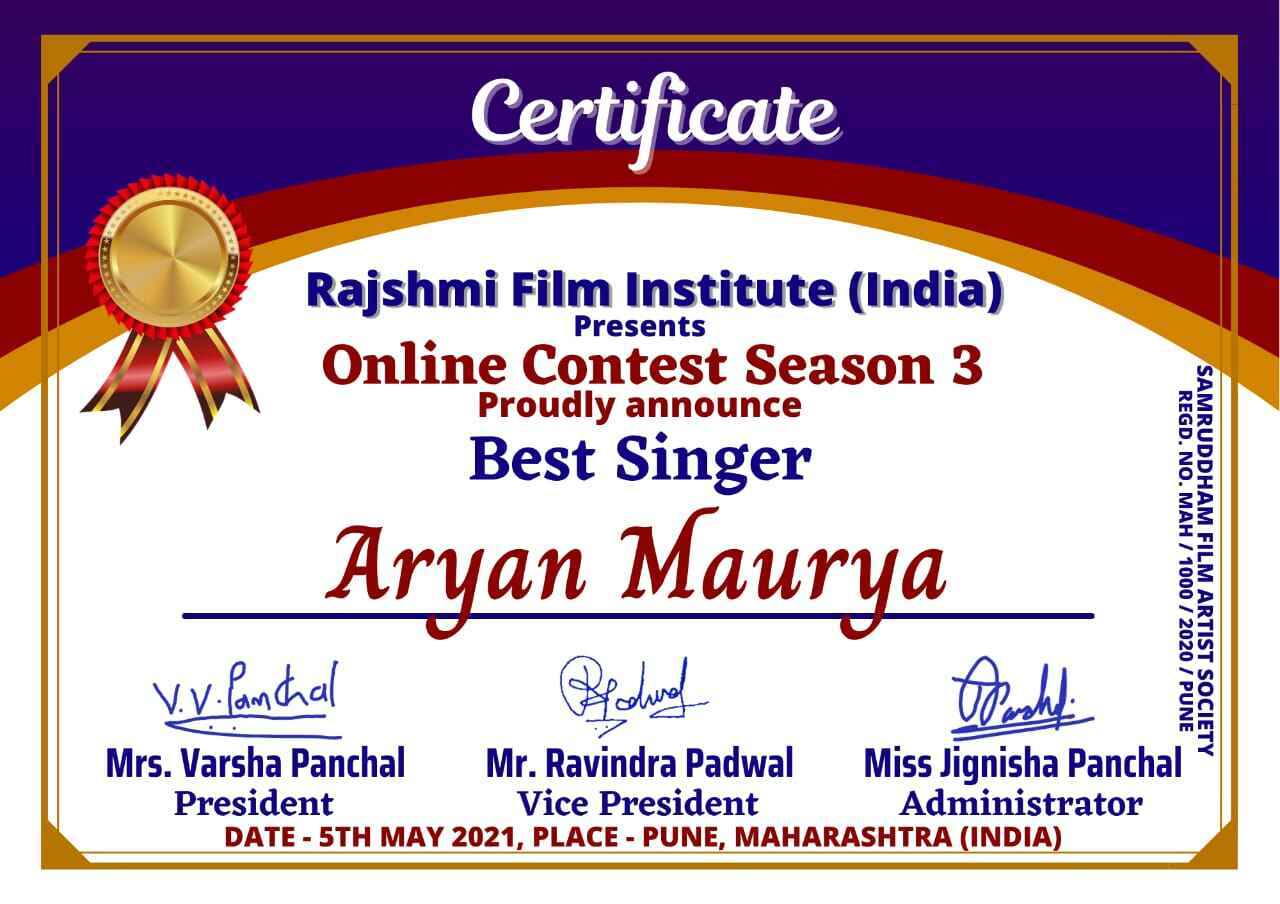 Certificate
Rajshmi Film Institute (India)
Presents
Online Contest Season 3
Proudly announce
Best Singer
Aryan Maurya
V.V. Panchal
Mrs. Varsha Panchal
President
Mr. Ravindra Padwal
Vice President
Miss Jignisha Panchal
Administrator
DATE - 5TH MAY 2021, PLACE - PUNE, MAHARASHTRA (INDIA)
SAMRUDDHAM FILM ARTIST SOCIETY
REGD. NO. MAH / 1000 / 2020 / PUNE